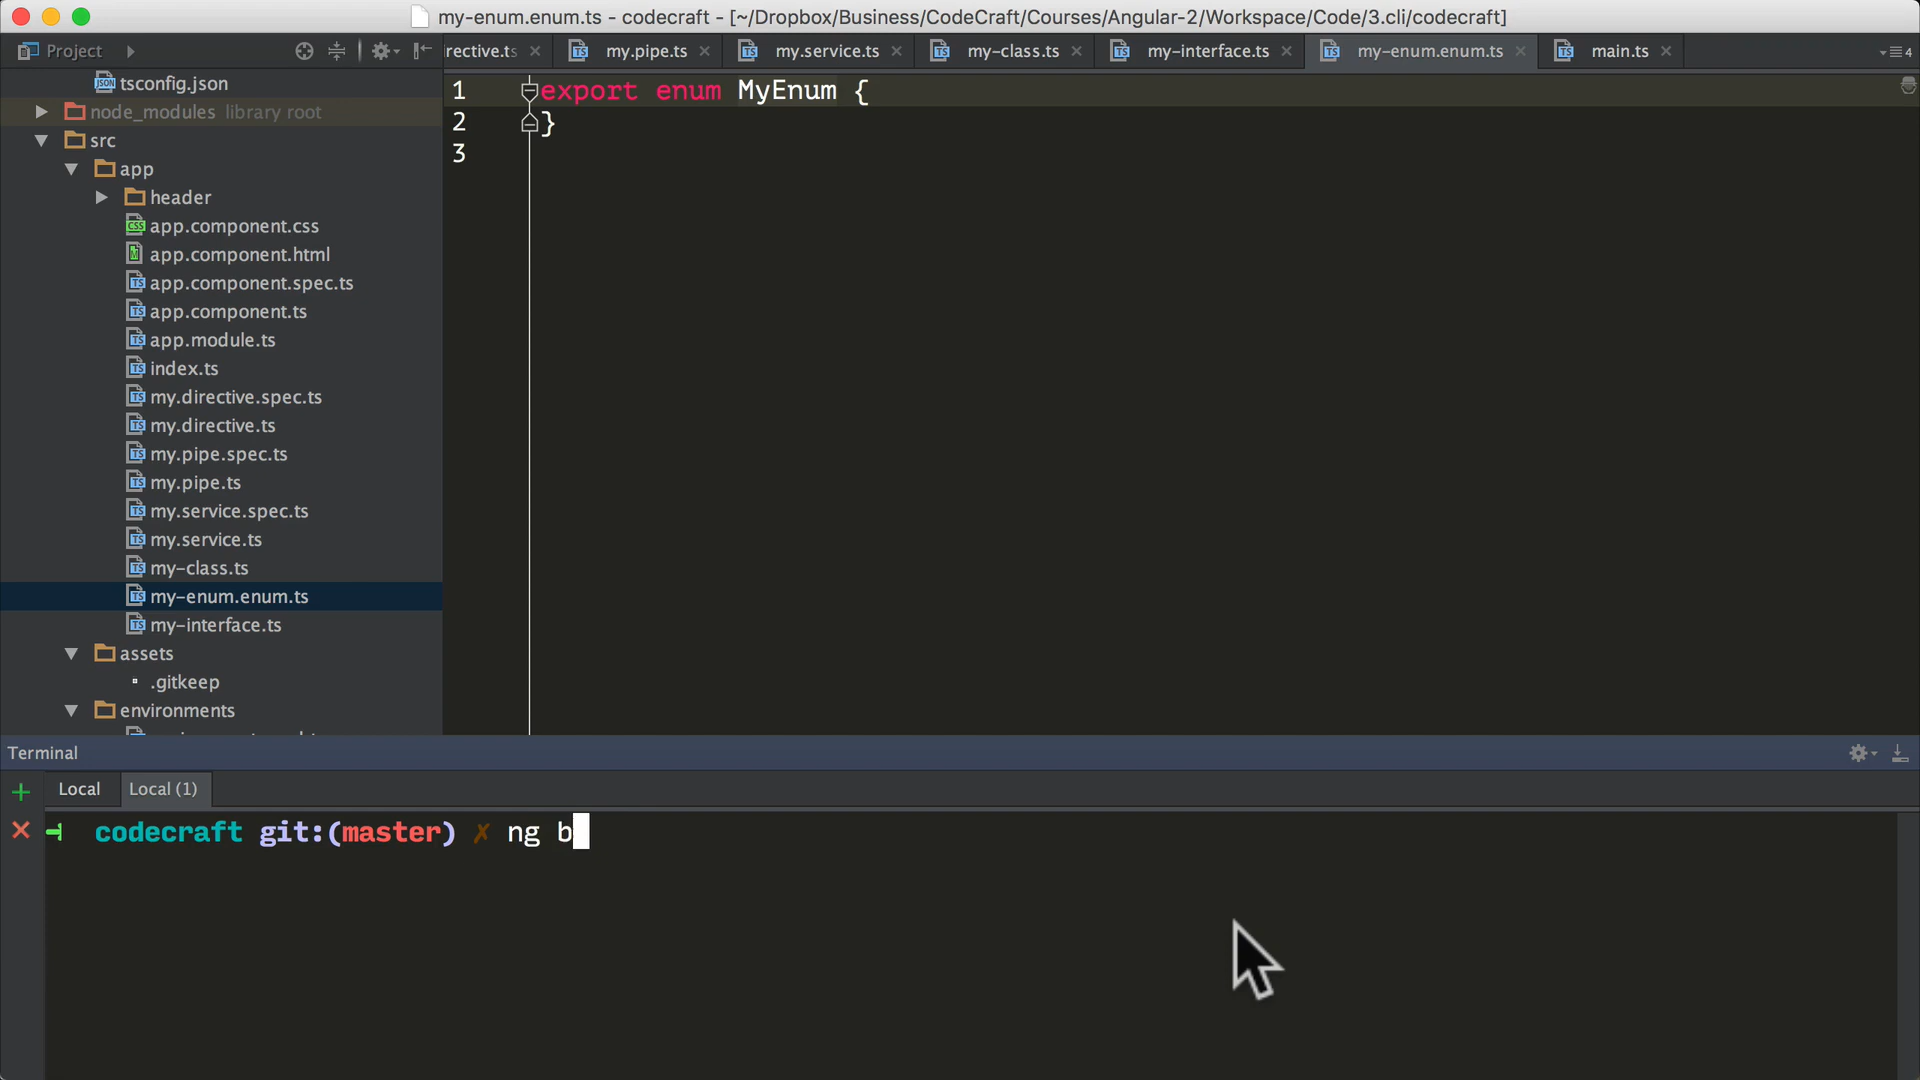 my-enum.enum.ts - codecraft - [~/Dropbox/Business/CodeCraft/Courses/Angular-2/Workspace/Code/3.cli/codecraft]
Project
rective.ts my.pipe.ts my.service.ts my-class.ts my-interface.ts my-enum.enum.ts main.ts 4
tsconfig.json
node_modules library root
src
app
header
app.component.css
app.component.html
app.component.spec.ts
app.component.ts
app.module.ts
index.ts
my.directive.spec.ts
my.directive.ts
my.pipe.spec.ts
my.pipe.ts
my.service.spec.ts
my.service.ts
my-class.ts
my-enum.enum.ts
my-interface.ts
assets
.gitkeep
environments
1 export enum MyEnum {
2 }
3
Terminal
Local Local (1)
codecraft git:(master) ✗ ng b